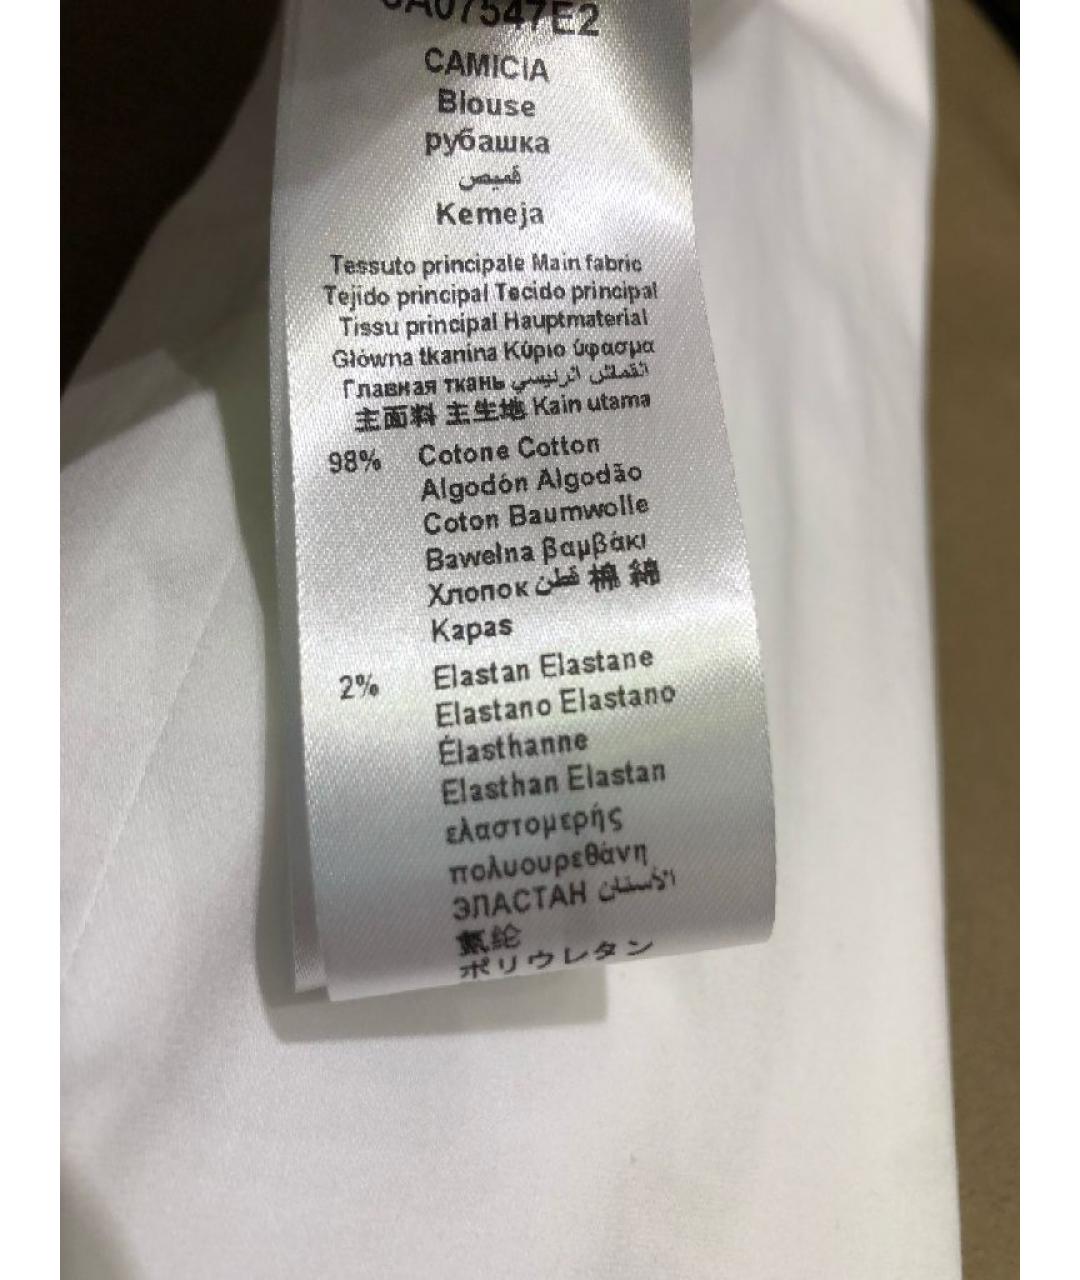 CAMICIA
Blouse
рубашка
قميص
Kemeja
Tessuto principale Main fabric
Tejido principal Tecido principal
Tissu principal Hauptmaterial
Główna tkanina Κύριο ύφασμα
Главная ткань القماش الرئيسي
主面料 主生地 Kain utama
98% Cotone Cotton
Algodón Algodão
Coton Baumwolle
Bawełna βαμβάκι
Хлопок قطن 棉 綿
Kapas
2% Elastan Elastane
Elastano Elastano
Élasthanne
Elasthan Elastan
ελαστομερής
πολυουρεθάνη
ЭЛАСТАН الأستان
氨纶
ポリウレタン